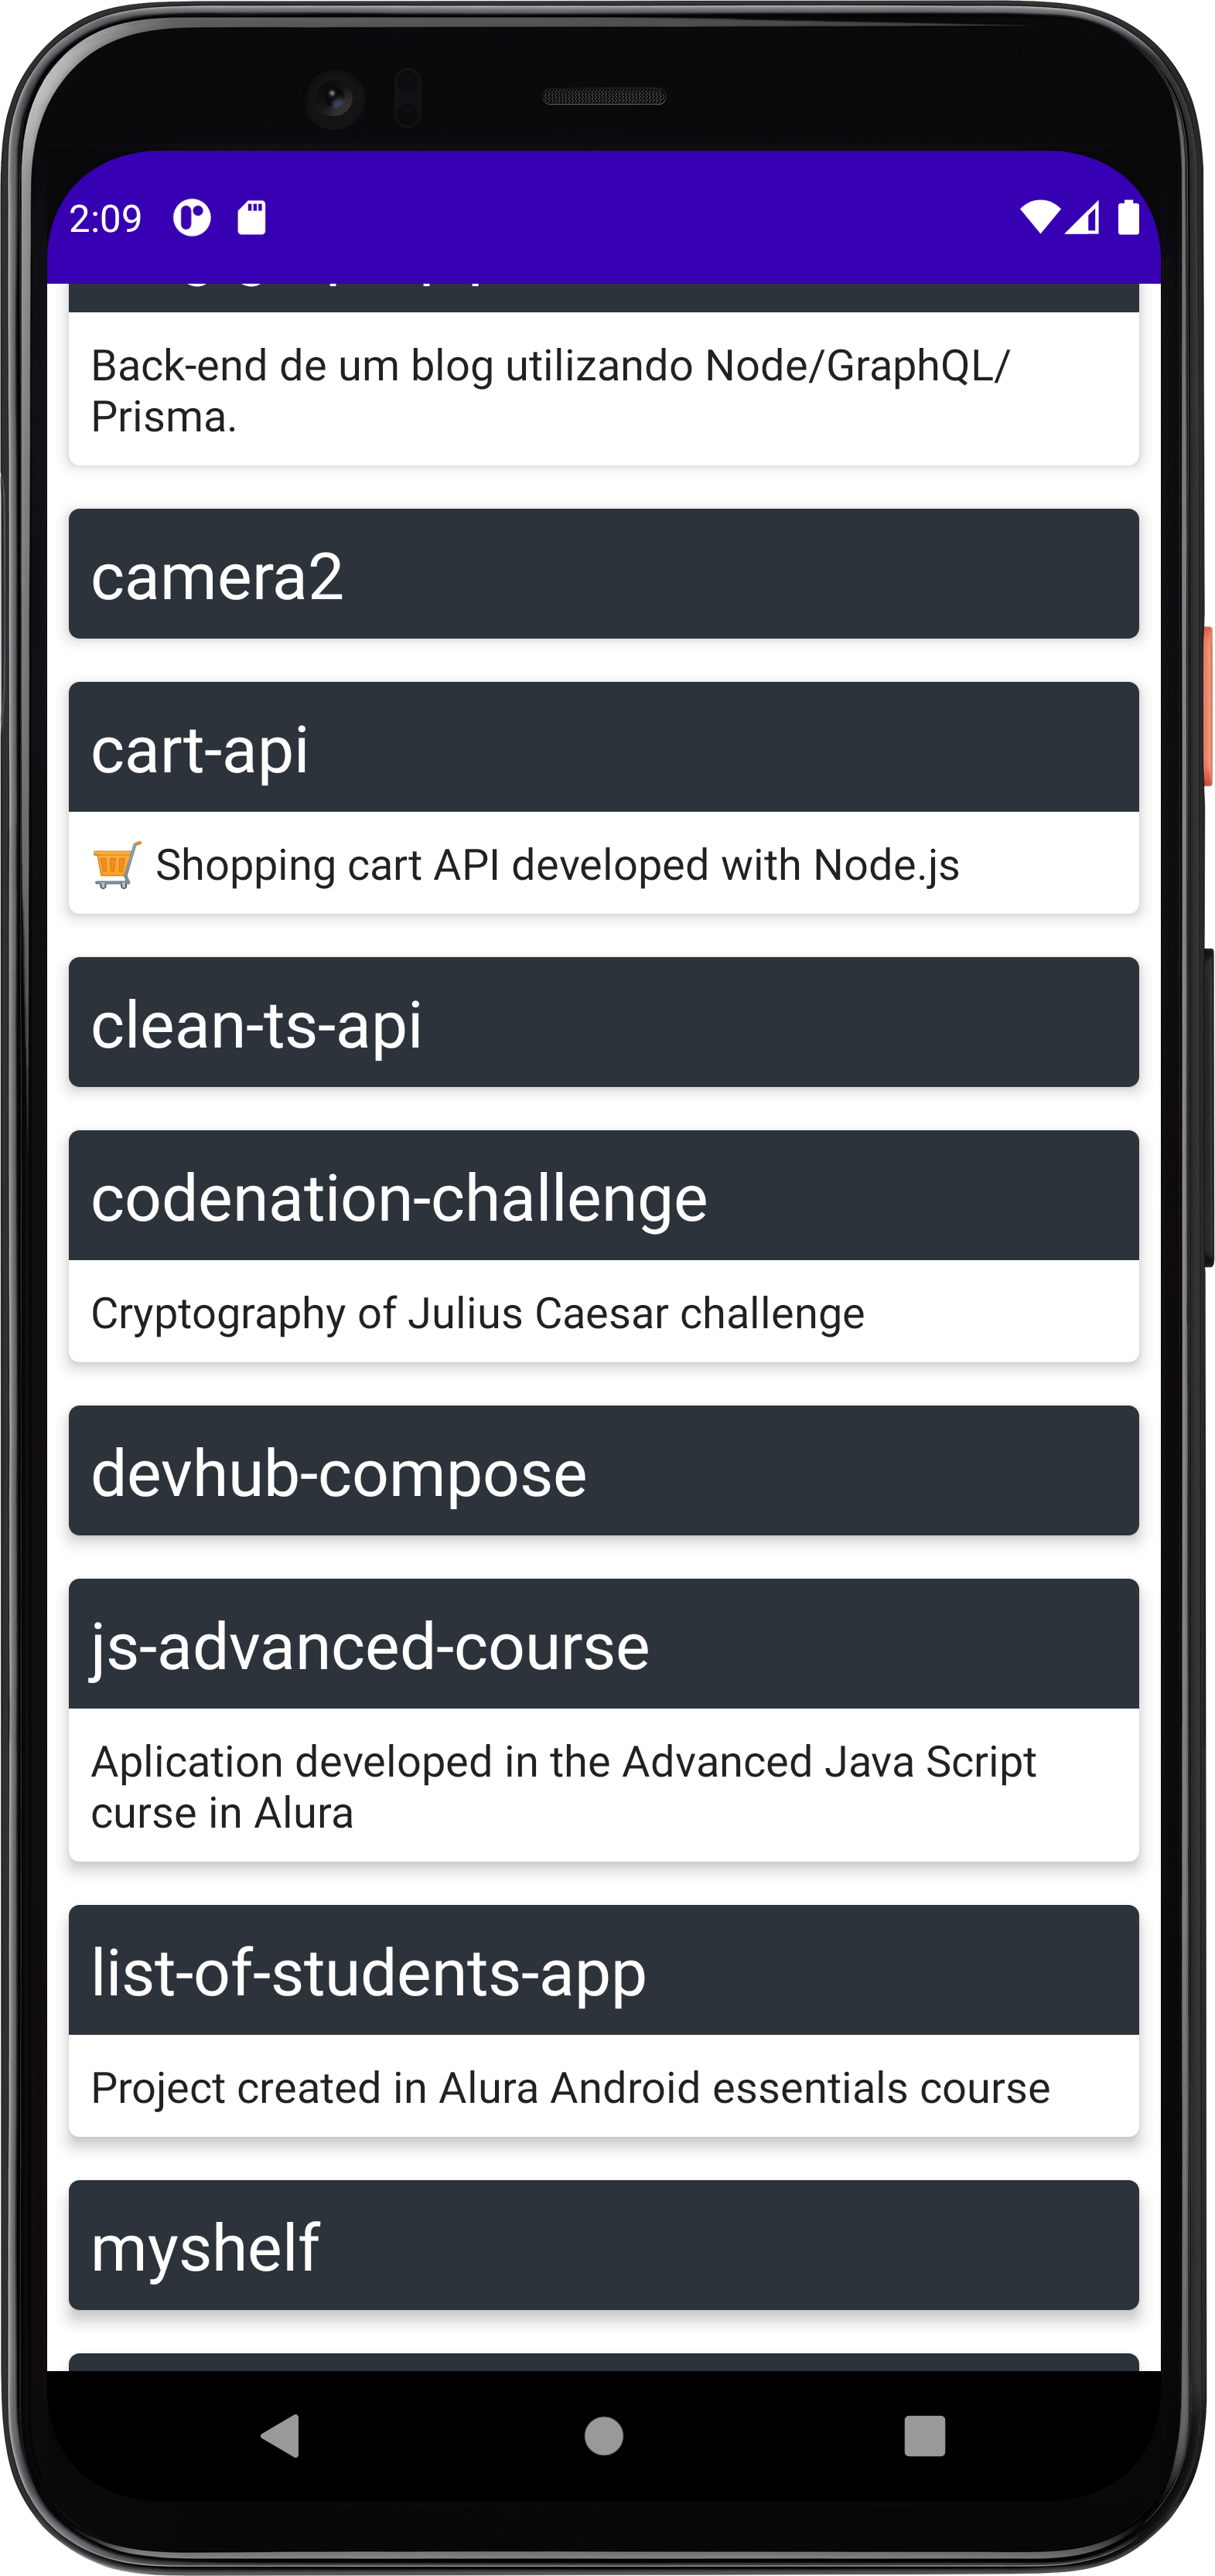 2:09
Back-end de um blog utilizando Node/GraphQL/
Prisma.
camera2
cart-api
🛒 Shopping cart API developed with Node.js
clean-ts-api
codenation-challenge
Cryptography of Julius Caesar challenge
devhub-compose
js-advanced-course
Aplication developed in the Advanced Java Script
curse in Alura
list-of-students-app
Project created in Alura Android essentials course
myshelf